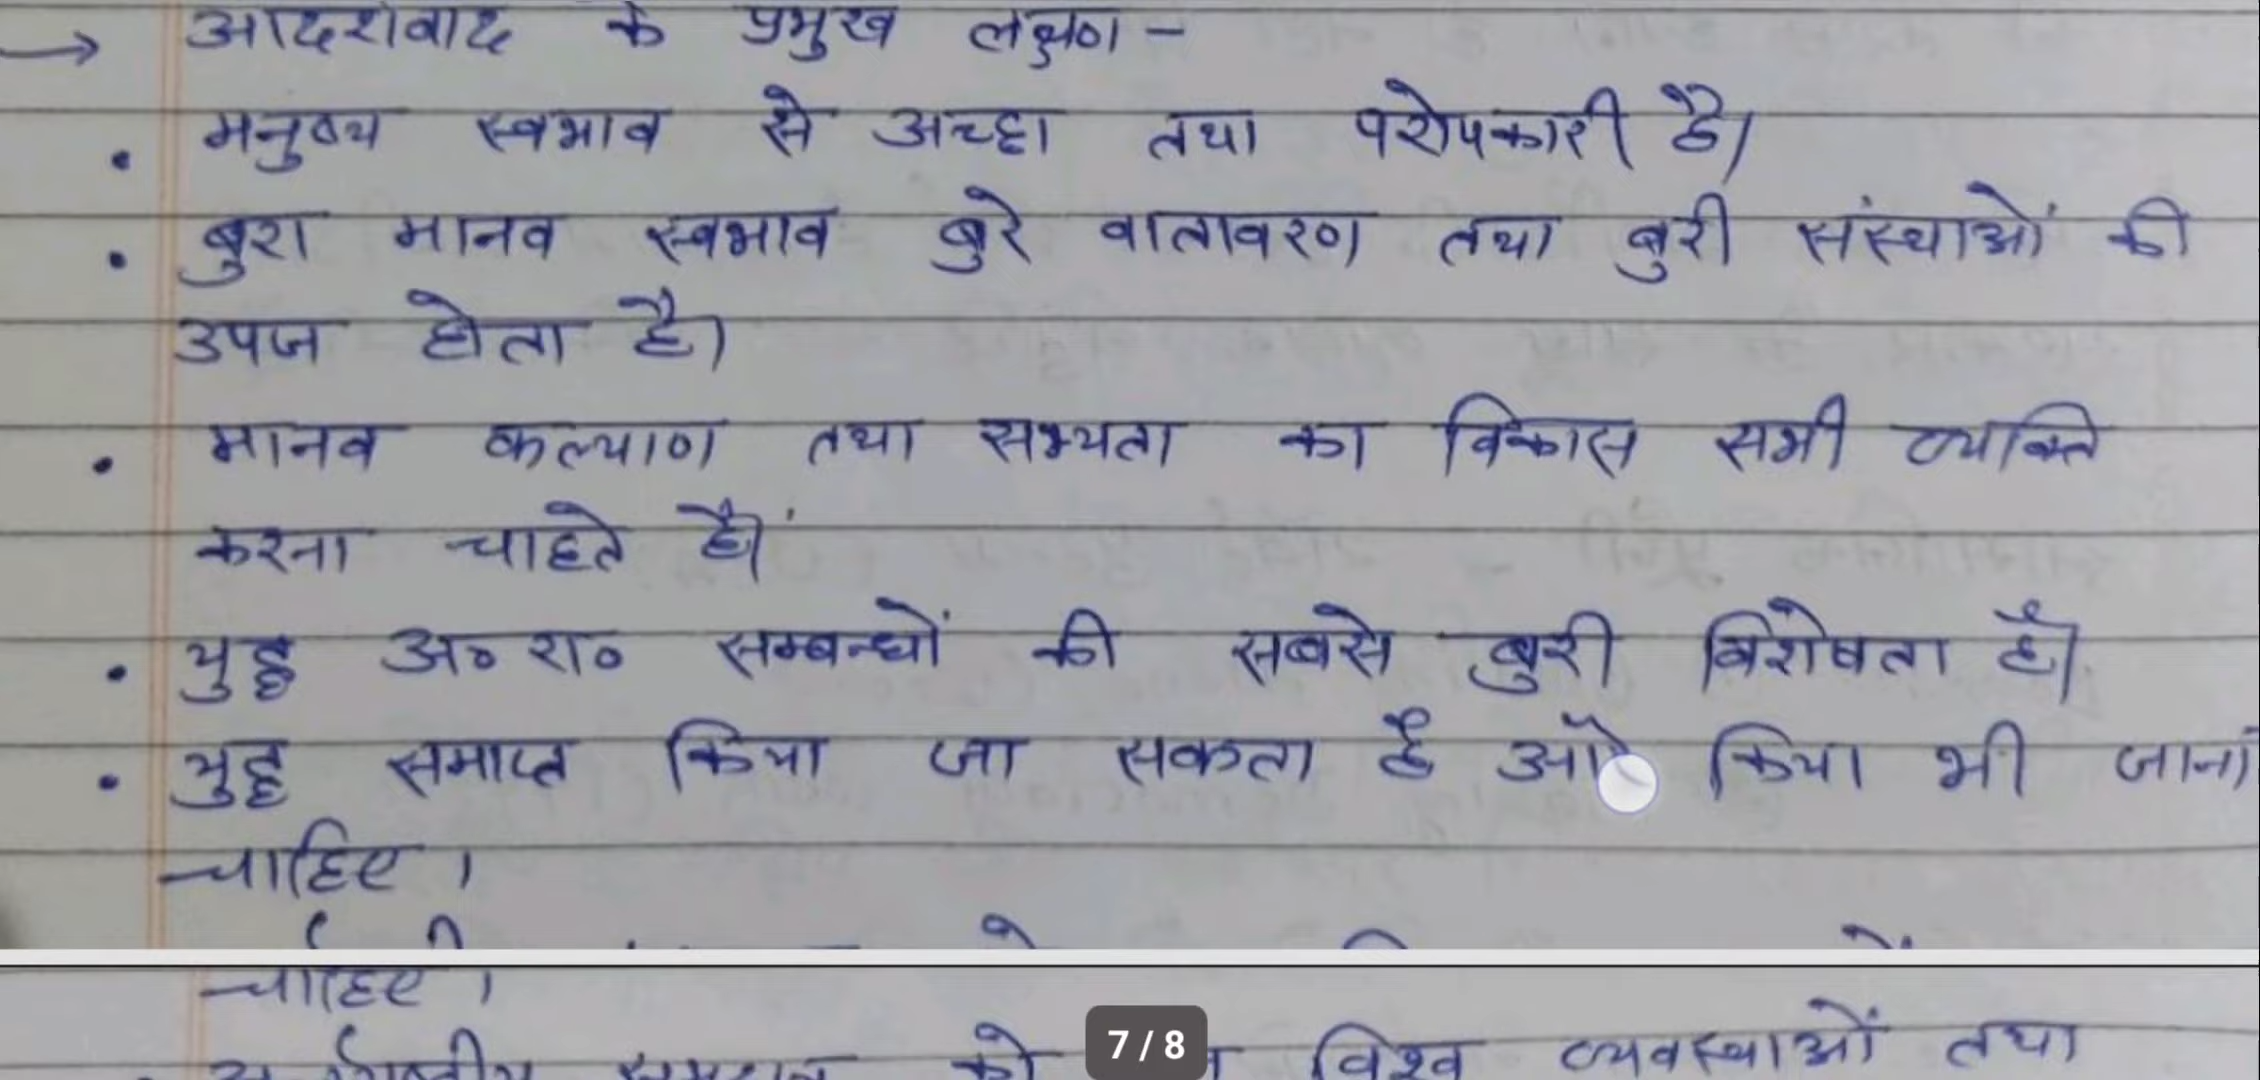 → आदर्शवाद के प्रमुख लक्षण -
• मनुष्य स्वभाव से अच्छा तथा परोपकारी है।
• बुरा मानव स्वभाव बुरे वातावरण तथा बुरी संस्थाओं की
उपज होता है।
• मानव कल्याण तथा सभ्यता का विकास सभी व्यक्ति
करना चाहते हैं।
• युद्ध अ० रा० सम्बन्धों की सबसे बुरी विशेषता है।
• युद्ध समाप्त किया जा सकता है और किया भी जाना
चाहिए ।
चाहिए ।
को विश्व व्यवस्थाओं तथा
7 / 8